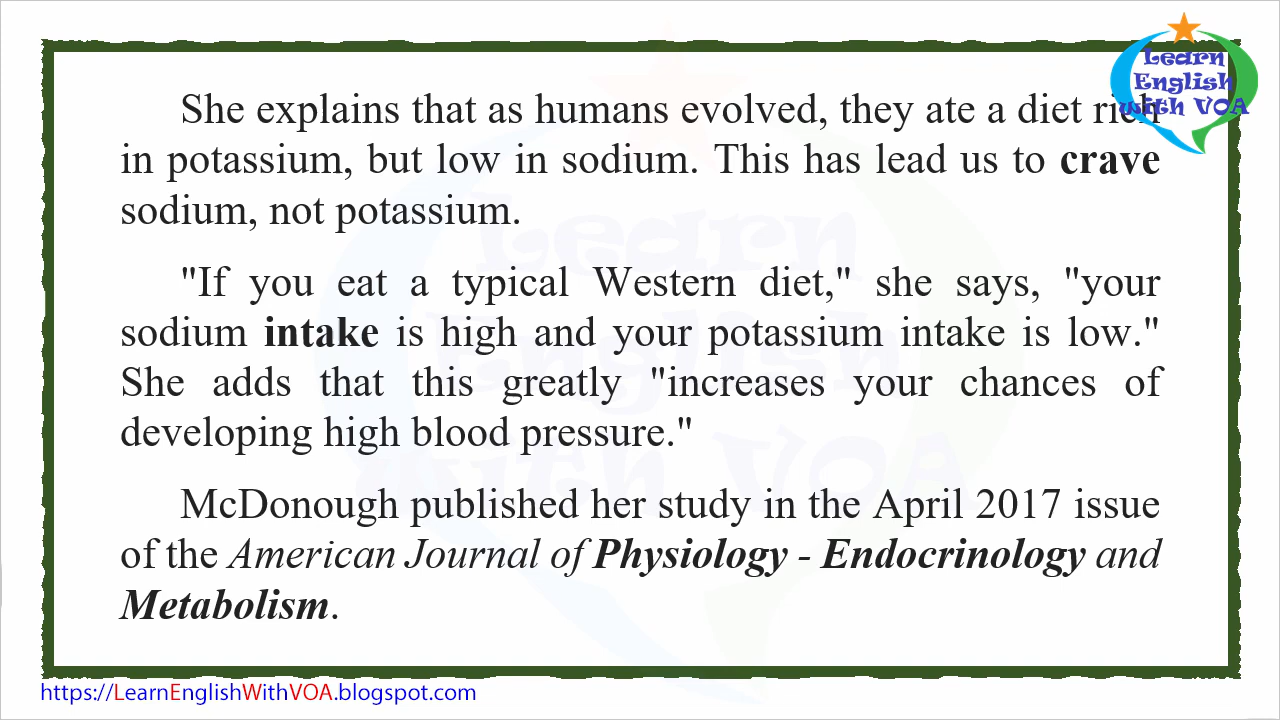 Learn
English
with VOA
She explains that as humans evolved, they ate a diet rich
in potassium, but low in sodium. This has lead us to crave
sodium, not potassium.
"If you eat a typical Western diet," she says, "your
sodium intake is high and your potassium intake is low."
She adds that this greatly "increases your chances of
developing high blood pressure."
McDonough published her study in the April 2017 issue
of the American Journal of Physiology - Endocrinology and
Metabolism.
Learn
English
with VOA
https://LearnEnglishWithVOA.blogspot.com